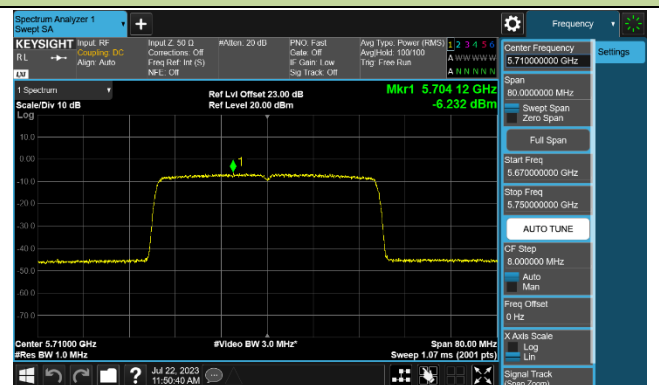 Spectrum Analyzer 1
Swept SA
Frequency
KEYSIGHT
Input: RF
Input Z: 50 Ω
#Atten: 20 dB
PNO: Fast
Avg Type: Power (RMS)
1 2 3 4 5 6
RL
Coupling: DC
Corrections: Off
Gate: Off
Avg|Hold: 100/100
A W W W W W
Align: Auto
Freq Ref: Int (S)
IF Gain: Low
Trig: Free Run
NFE: Off
Sig Track: Off
A N N N N N
LXI
1 Spectrum
Scale/Div 10 dB
Ref Lvl Offset 23.00 dB
Ref Level 20.00 dBm
Mkr1 5.704 12 GHz
-6.232 dBm
Log
10.0
0.00
-10.0
-20.0
-30.0
-40.0
-50.0
-60.0
-70.0
1
Center 5.71000 GHz
#Video BW 3.0 MHz*
Span 80.00 MHz
#Res BW 1.0 MHz
Sweep 1.07 ms (2001 pts)
Jul 22, 2023
11:50:40 AM
Center Frequency
5.710000000 GHz
Settings
Span
80.0000000 MHz
Swept Span
Zero Span
Full Span
Start Freq
5.670000000 GHz
Stop Freq
5.750000000 GHz
AUTO TUNE
CF Step
8.000000 MHz
Auto
Man
Freq Offset
0 Hz
X Axis Scale
Log
Lin
Signal Track
(Span Zoom)